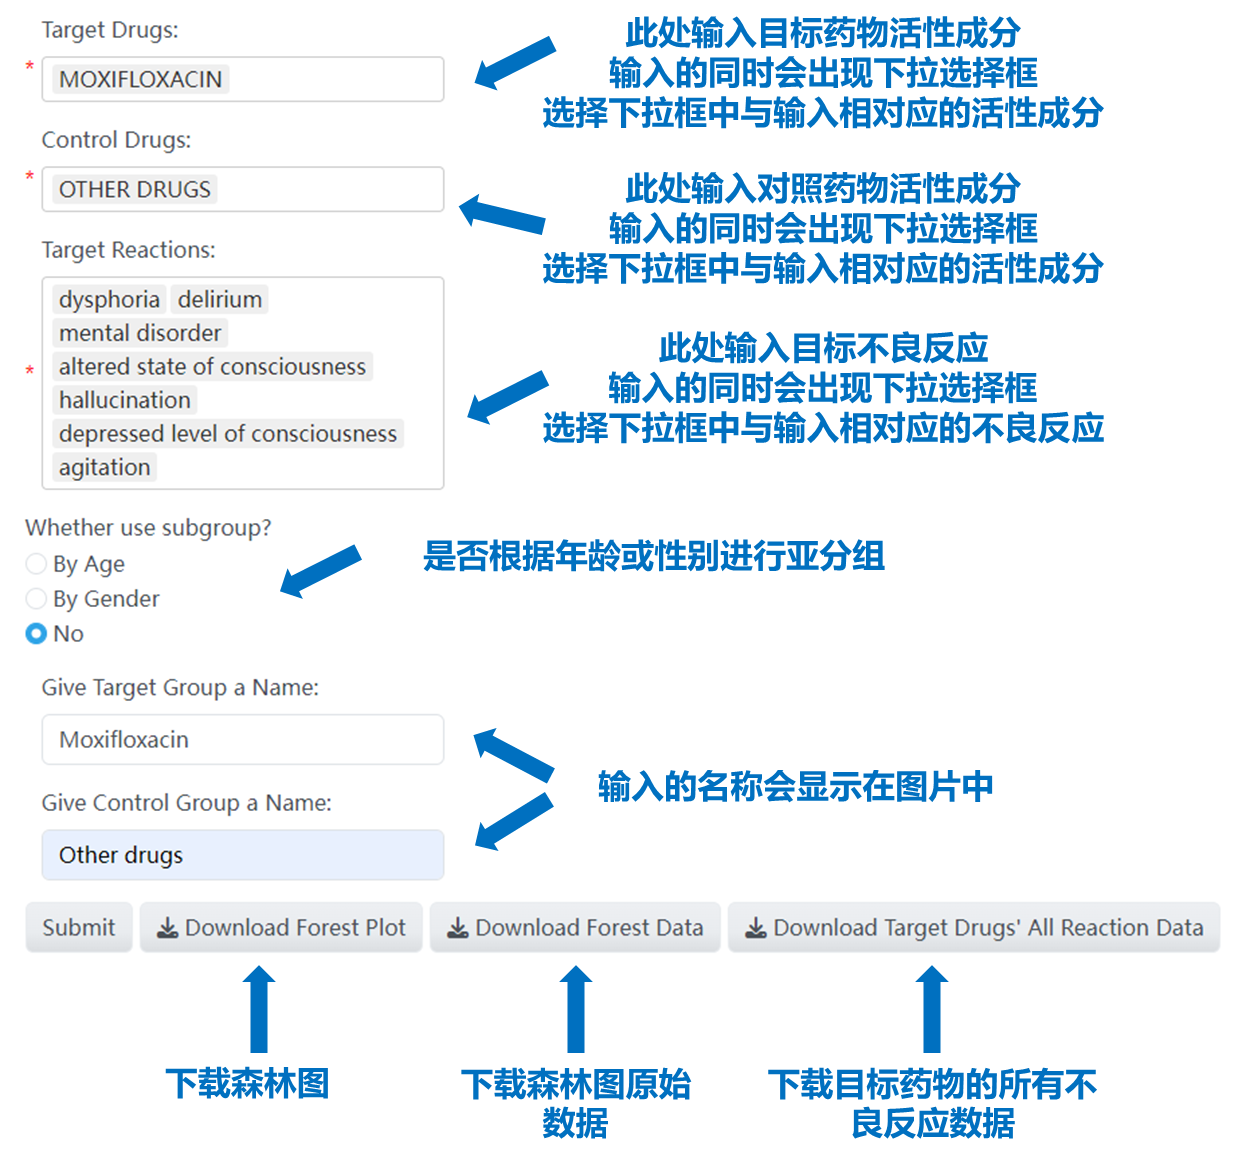 Target Drugs:
* MOXIFLOXACIN
此处输入目标药物活性成分
输入的同时会出现下拉选择框
选择下拉框中与输入相对应的活性成分
Control Drugs:
* OTHER DRUGS
此处输入对照药物活性成分
输入的同时会出现下拉选择框
选择下拉框中与输入相对应的活性成分
Target Reactions:
dysphoria delirium
mental disorder
* altered state of consciousness
hallucination
depressed level of consciousness
agitation
此处输入目标不良反应
输入的同时会出现下拉选择框
选择下拉框中与输入相对应的不良反应
Whether use subgroup?
By Age
By Gender
No
是否根据年龄或性别进行亚分组
Give Target Group a Name:
Moxifloxacin
Give Control Group a Name:
Other drugs
输入的名称会显示在图片中
Submit Download Forest Plot Download Forest Data Download Target Drugs' All Reaction Data
下载森林图
下载森林图原始
数据
下载目标药物的所有不
良反应数据